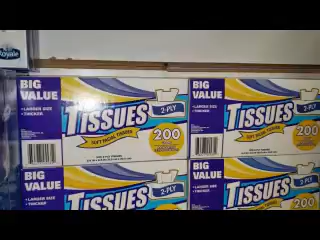 Royale
BIG
VALUE
• LARGER SIZE
• THICKER
TISSUES
2-PLY
SOFT FACIAL TISSUES
200
BIG
VALUE
• LARGER SIZE
• THICKER
TISSUES
2-PLY
SOFT FACIAL TISSUES
200
BIG
VALUE
• LARGER SIZE
• THICKER
TISSUES
2-PLY
BIG
VALUE
• LARGER SIZE
• THICKER
TISSUES
2-PLY
200